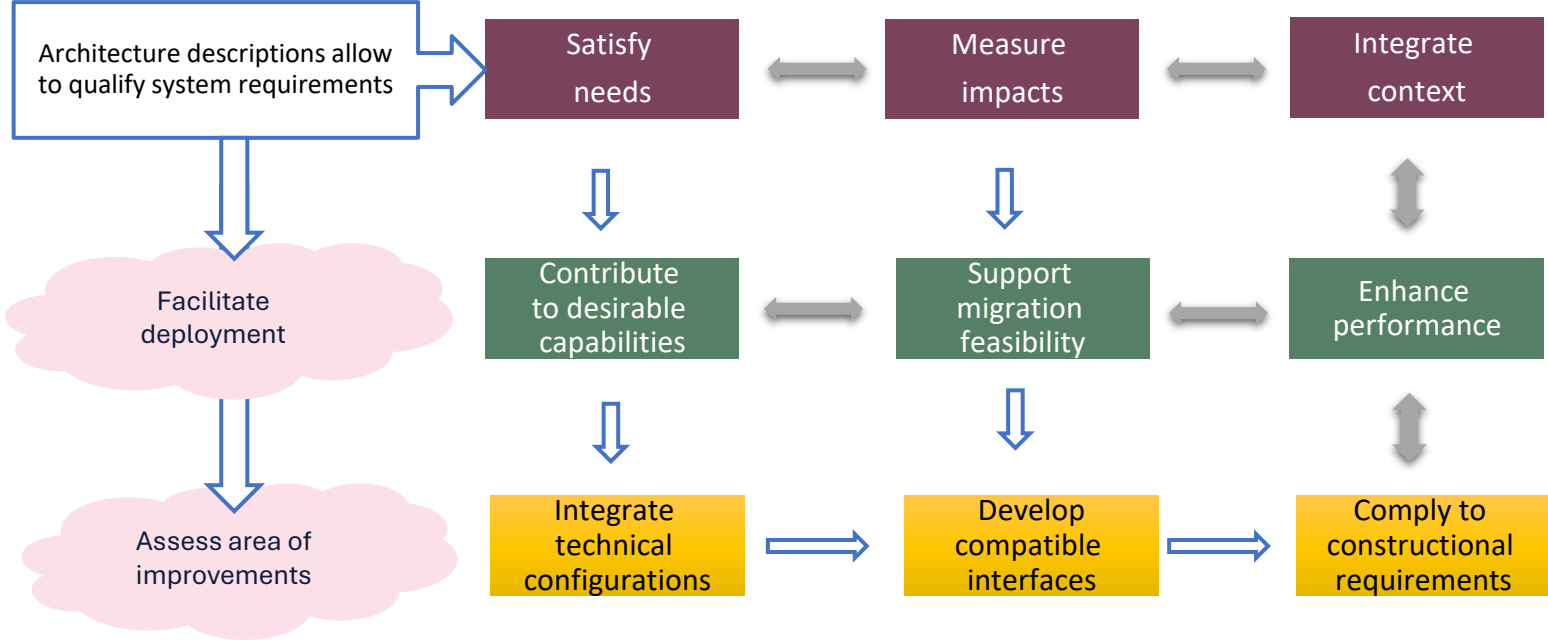 Architecture descriptions allow
to qualify system requirements
Satisfy
needs
Measure
impacts
Integrate
context
Facilitate
deployment
Contribute
to desirable
capabilities
Support
migration
feasibility
Enhance
performance
Assess area of
improvements
Integrate
technical
configurations
Develop
compatible
interfaces
Comply to
constructional
requirements